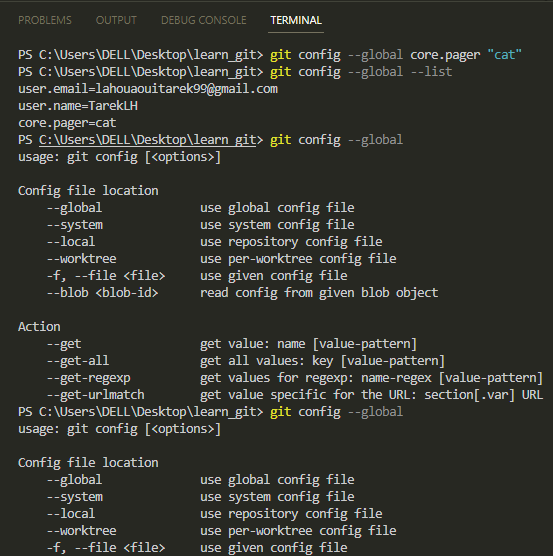 PROBLEMS OUTPUT DEBUG CONSOLE TERMINAL
PS C:\Users\DELL\Desktop\learn_git> git config --global core.pager "cat"
PS C:\Users\DELL\Desktop\learn_git> git config --global --list
user.email=lahouaouitarek99@gmail.com
user.name=TarekLH
core.pager=cat
PS C:\Users\DELL\Desktop\learn_git> git config --global
usage: git config [<options>]

Config file location
    --global              use global config file
    --system              use system config file
    --local               use repository config file
    --worktree            use per-worktree config file
    -f, --file <file>     use given config file
    --blob <blob-id>      read config from given blob object

Action
    --get                 get value: name [value-pattern]
    --get-all             get all values: key [value-pattern]
    --get-regexp          get values for regexp: name-regex [value-pattern]
    --get-urlmatch        get value specific for the URL: section[.var] URL
PS C:\Users\DELL\Desktop\learn_git> git config --global
usage: git config [<options>]

Config file location
    --global              use global config file
    --system              use system config file
    --local               use repository config file
    --worktree            use per-worktree config file
    -f, --file <file>     use given config file